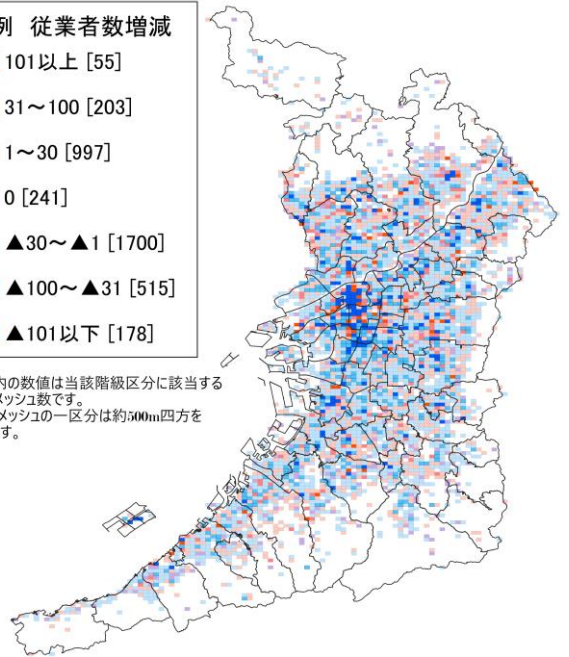 例 従業者数増減
101以上 [55]
31～100 [203]
1～30 [997]
0 [241]
▲30～▲1 [1700]
▲100～▲31 [515]
▲101以下 [178]
内の数値は当該階級区分に該当する
メッシュ数です。
メッシュの一区分は約500m四方を
す。